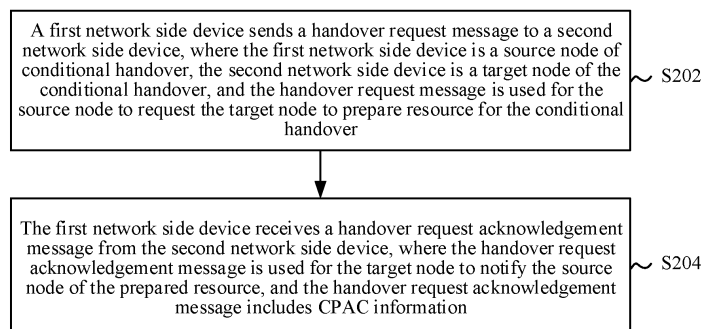 A first network side device sends a handover request message to a second
network side device, where the first network side device is a source node of
conditional handover, the second network side device is a target node of the
conditional handover, and the handover request message is used for the
source node to request the target node to prepare resource for the conditional
handover
S202
The first network side device receives a handover request acknowledgement
message from the second network side device, where the handover request
acknowledgement message is used for the target node to notify the source
node of the prepared resource, and the handover request acknowledgement
message includes CPAC information
S204